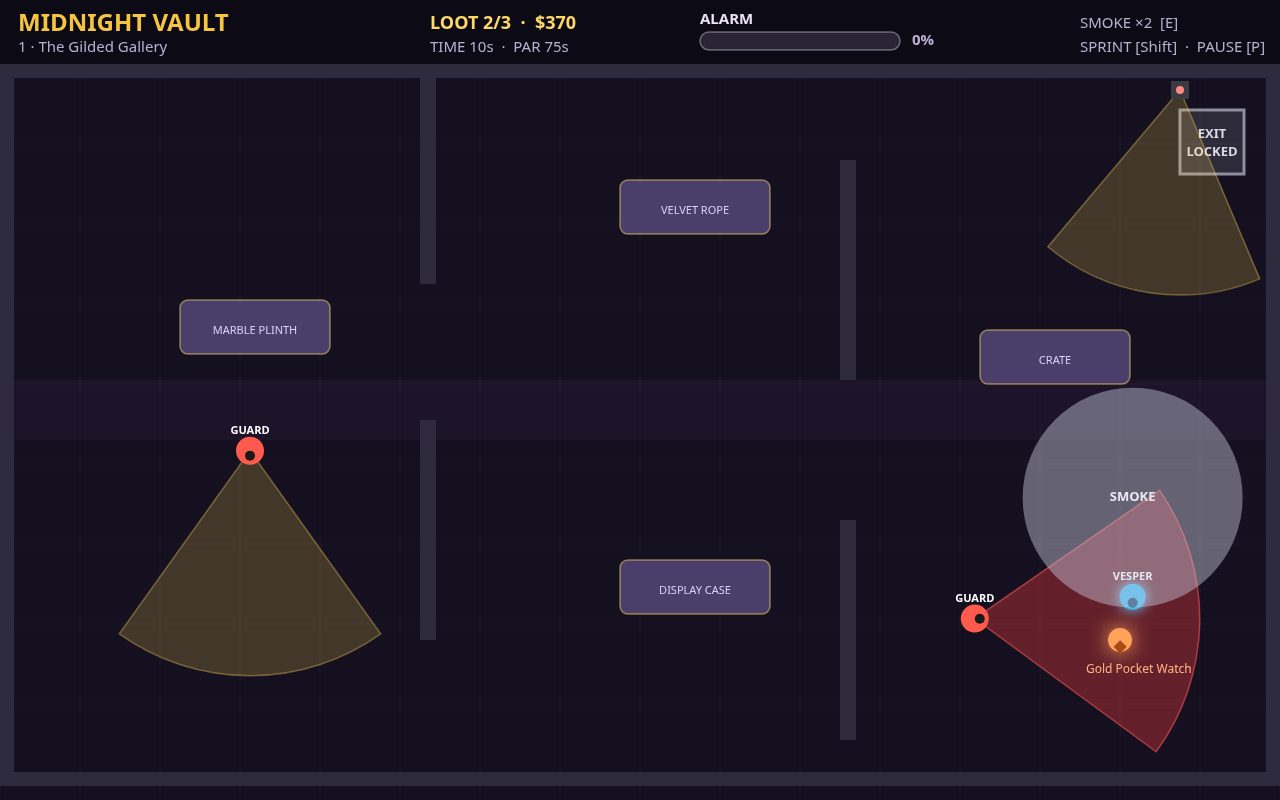 MIDNIGHT VAULT
1 · The Gilded Gallery
LOOT 2/3 · $370
TIME 10s · PAR 75s
ALARM
0%
SMOKE ×2 [E]
SPRINT [Shift] · PAUSE [P]
EXIT
LOCKED
VELVET ROPE
MARBLE PLINTH
CRATE
GUARD
SMOKE
VESPER
DISPLAY CASE
GUARD
Gold Pocket Watch